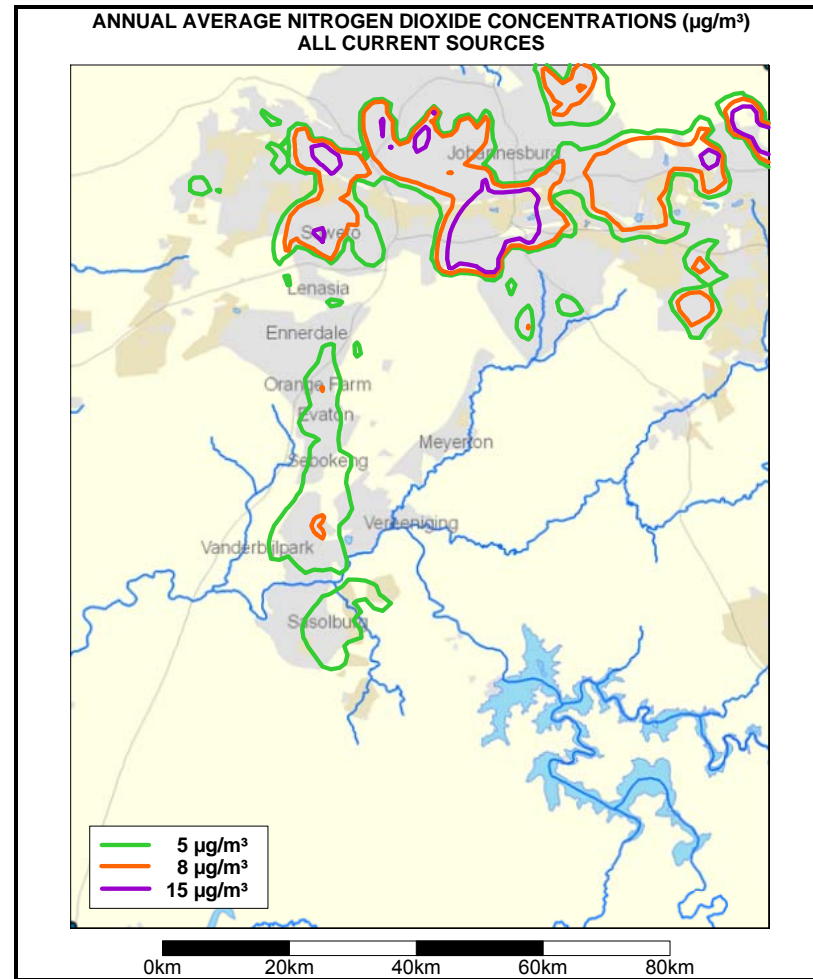 ANNUAL AVERAGE NITROGEN DIOXIDE CONCENTRATIONS (µg/m³)
ALL CURRENT SOURCES
Johannesburg
Soweto
Lenasia
Ennerdale
Orange Farm
Evaton
Meyerton
Sebokeng
Vereeniging
Vanderbijlpark
Sasolburg
5 µg/m³
8 µg/m³
15 µg/m³
0km 20km 40km 60km 80km